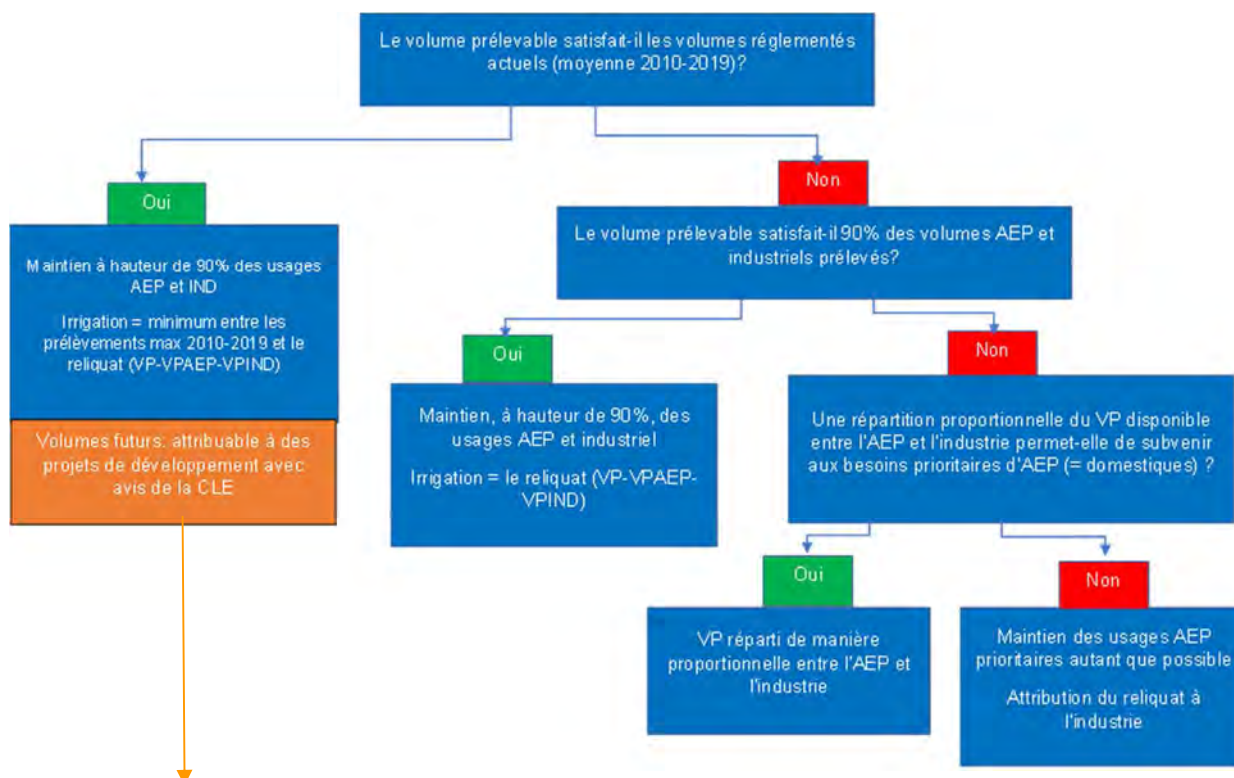 Le volume prélevable satisfait-il les volumes réglementés
actuels (moyenne 2010-2019)?
Oui
Maintien à hauteur de 90% des usages
AEP et IND
Irrigation = minimum entre les
prélèvements max 2010-2019 et le
reliquat (VP-VPAEP-VPIND)
Volumes futurs: attribuable à des
projets de développement avec
avis de la CLE
Non
Le volume prélevable satisfait-il 90% des volumes AEP et
industriels prélevés?
Oui
Maintien, à hauteur de 90%, des
usages AEP et industriel
Irrigation = le reliquat (VP-VPAEP-
VPIND)
Non
Une répartition proportionnelle du VP disponible
entre l'AEP et l'industrie permet-elle de subvenir
aux besoins prioritaires d'AEP (= domestiques) ?
Oui
VP réparti de manière
proportionnelle entre l'AEP et
l'industrie
Non
Maintien des usages AEP
prioritaires autant que possible
Attribution du reliquat à
l'industrie